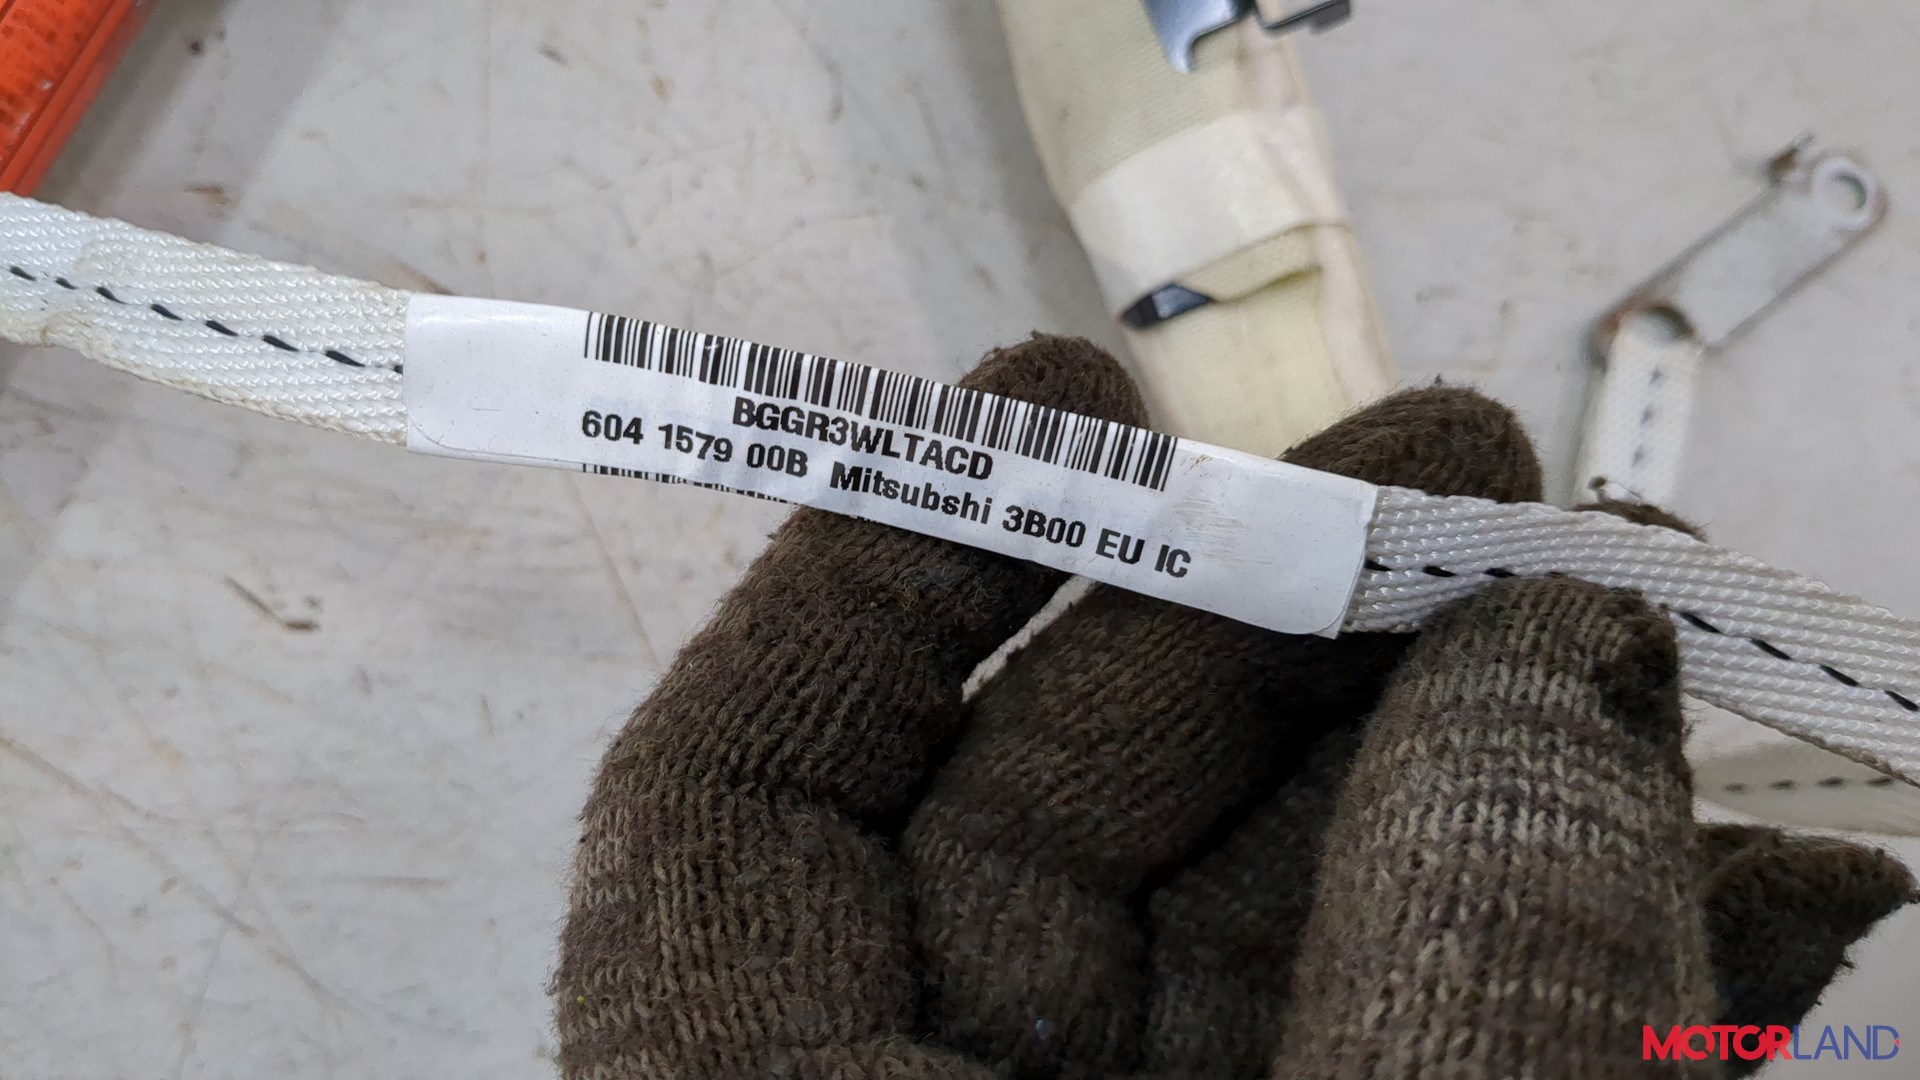 BGGR3WLTACD
604 1579 00B Mitsubshi 3B00 EU IC
MOTORLAND